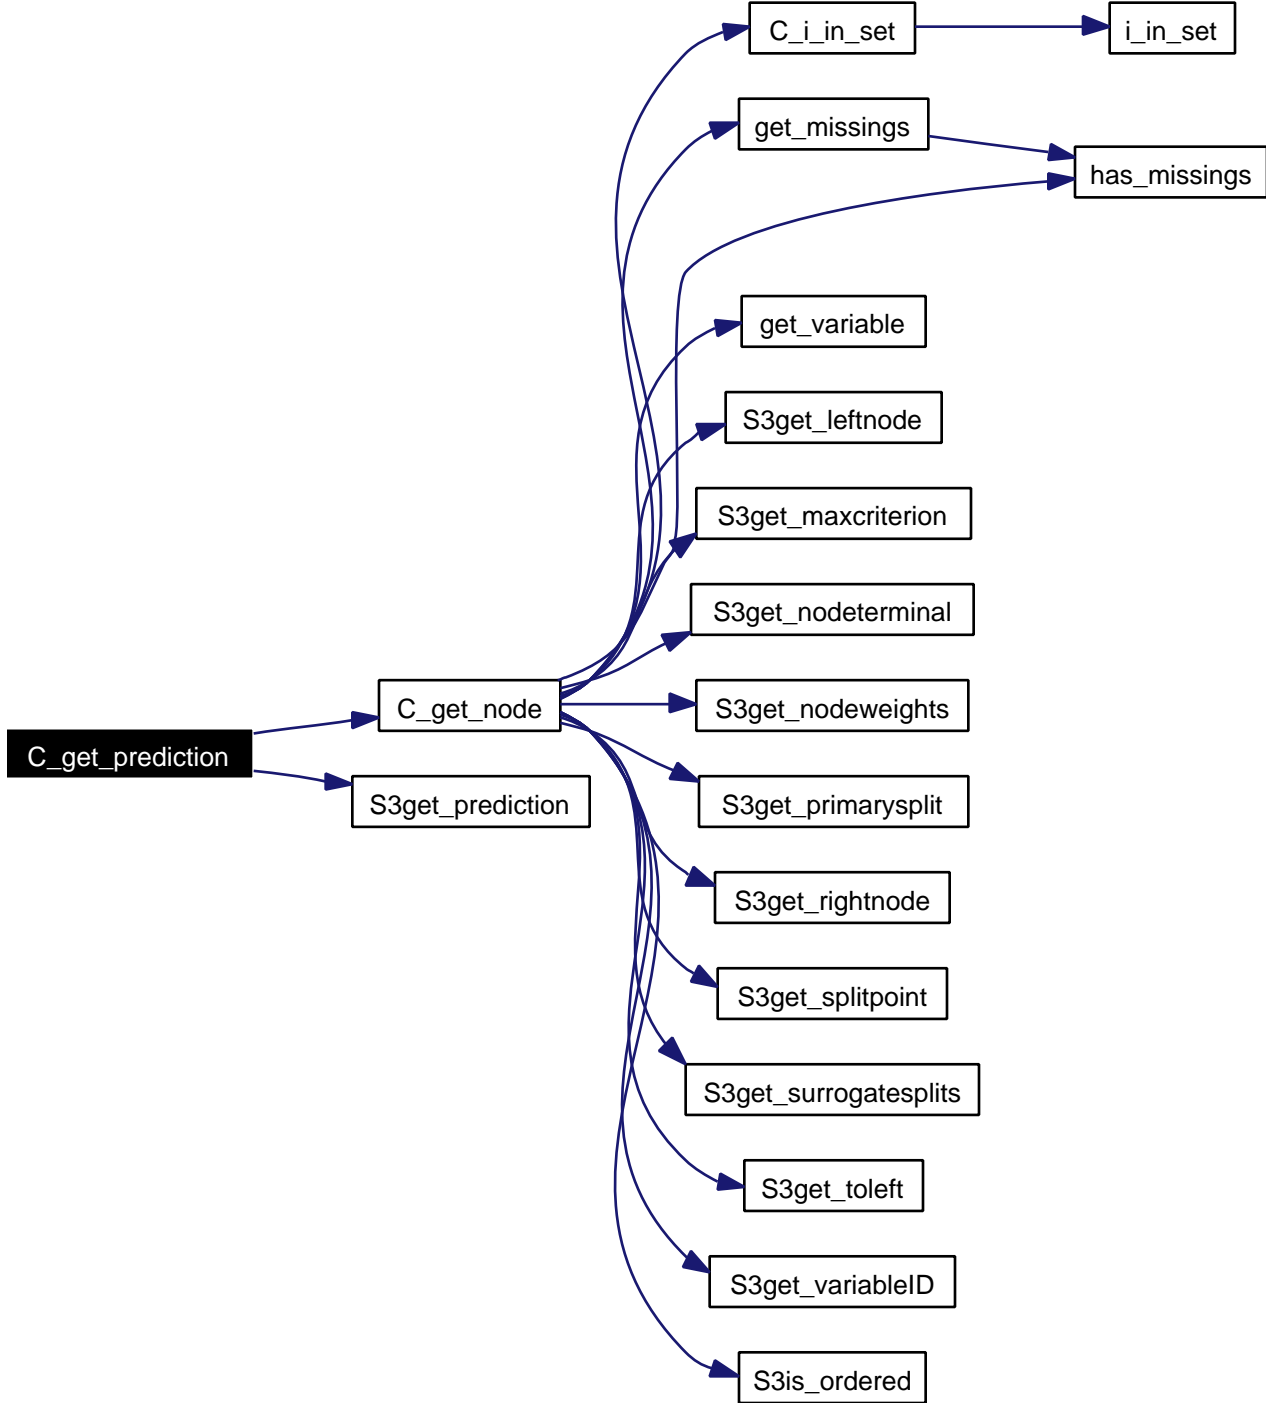 C_i_in_set
i_in_set
get_missings
has_missings
get_variable
S3get_leftnode
S3get_maxcriterion
S3get_nodeterminal
C_get_node
S3get_nodeweights
C_get_prediction
S3get_prediction
S3get_primarysplit
S3get_rightnode
S3get_splitpoint
S3get_surrogatesplits
S3get_toleft
S3get_variableID
S3is_ordered